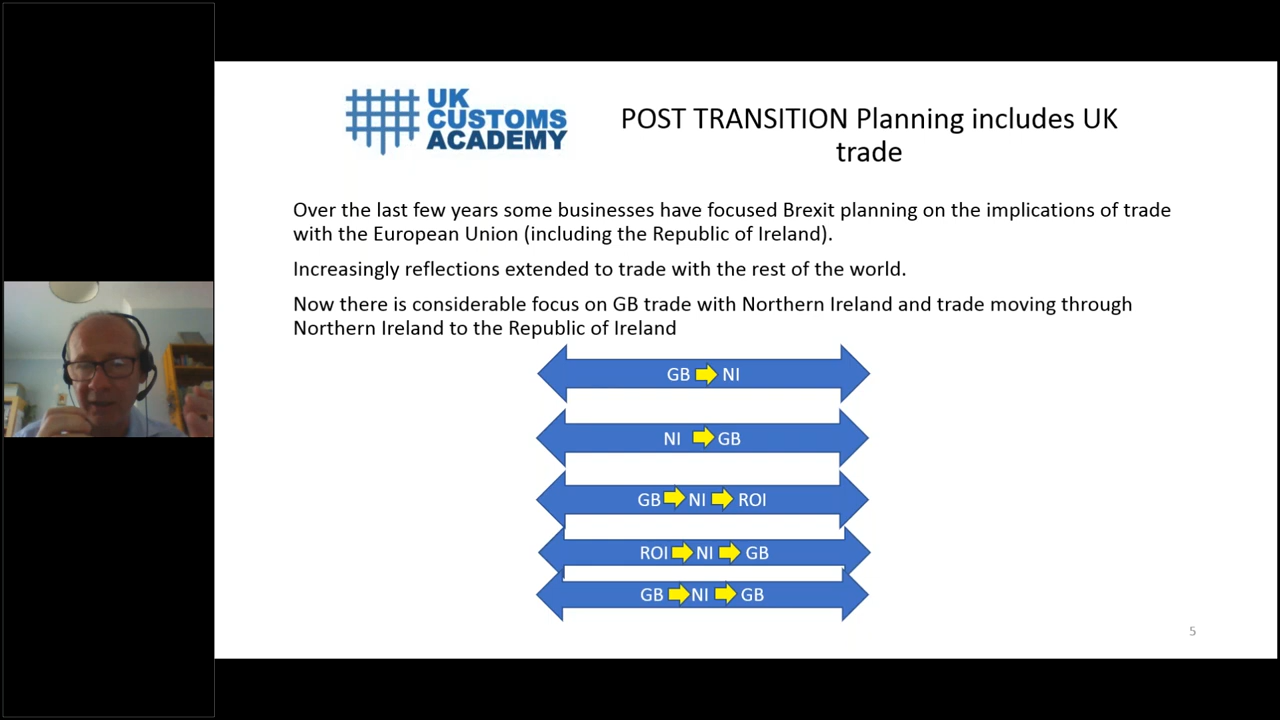 UK
CUSTOMS
ACADEMY
POST TRANSITION Planning includes UK
trade
Over the last few years some businesses have focused Brexit planning on the implications of trade
with the European Union (including the Republic of Ireland).
Increasingly reflections extended to trade with the rest of the world.
Now there is considerable focus on GB trade with Northern Ireland and trade moving through
Northern Ireland to the Republic of Ireland
GB NI
NI GB
GB NI ROI
ROI NI GB
GB NI GB
5